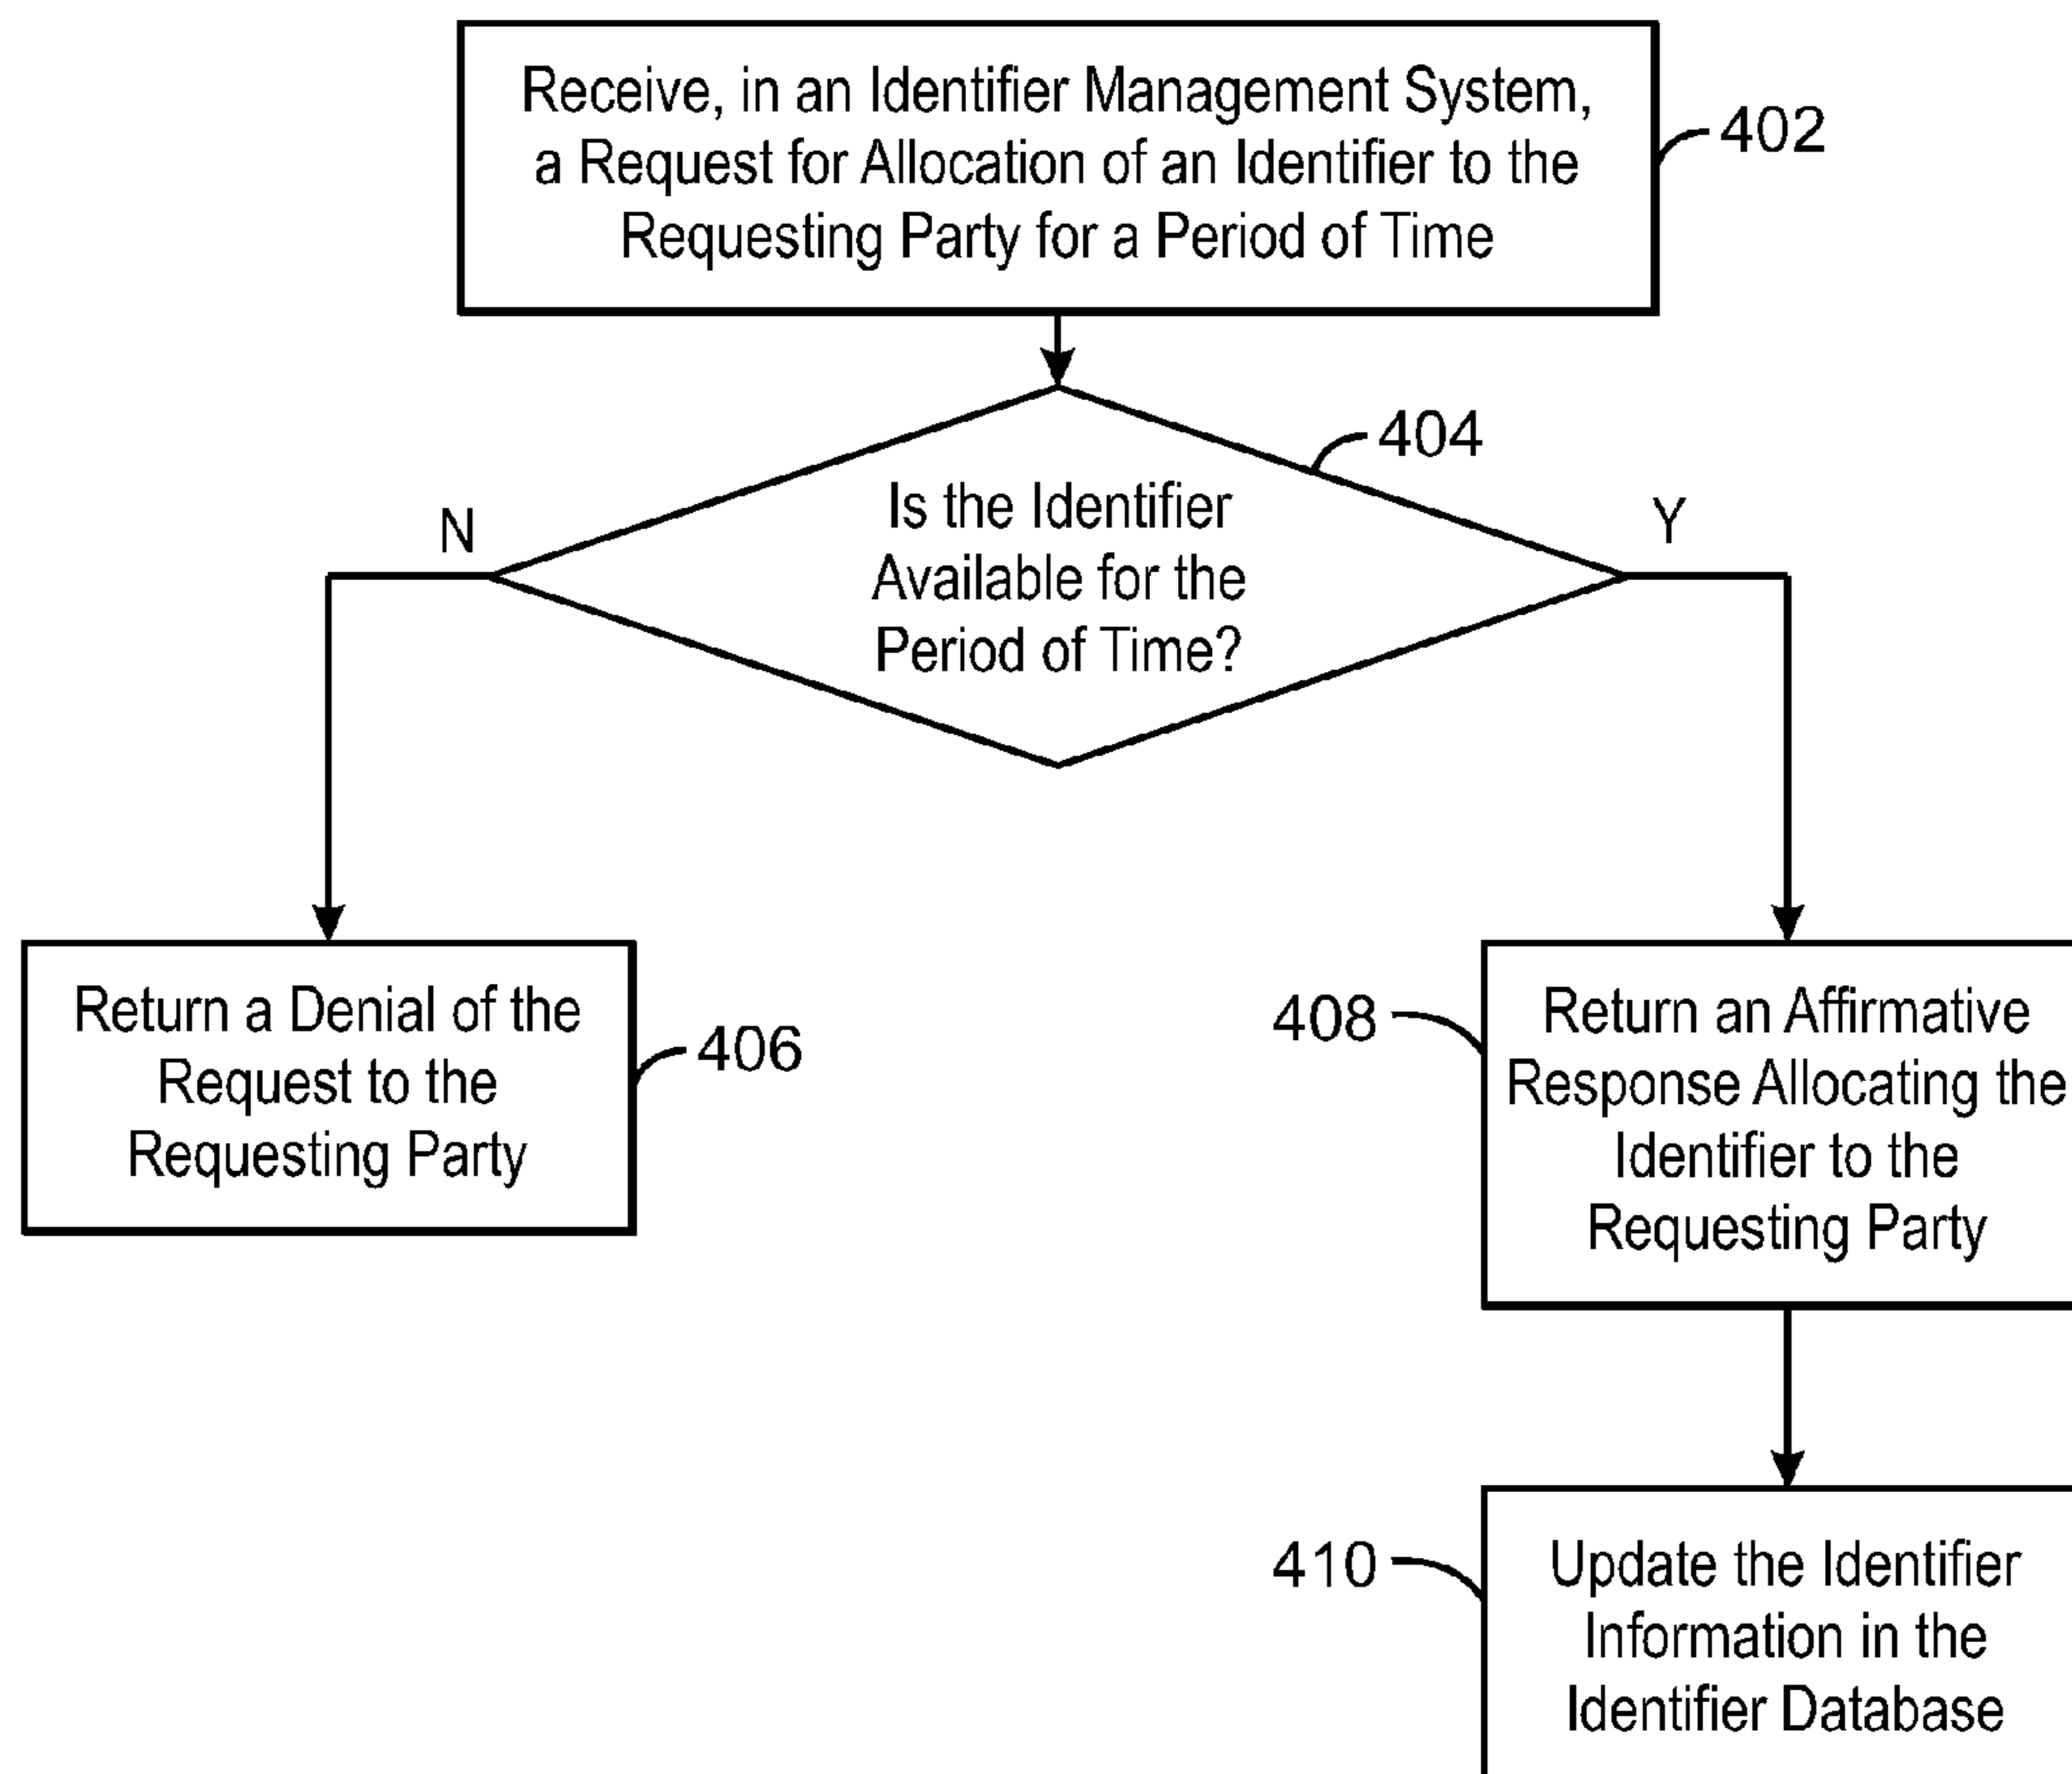 Receive, in an Identifier Management System,
a Request for Allocation of an Identifier to the
Requesting Party for a Period of Time
402
404
Is the Identifier
Available for the
Period of Time?
N
Y
Return a Denial of the
Request to the
Requesting Party
406
408
Return an Affirmative
Response Allocating the
Identifier to the
Requesting Party
410
Update the Identifier
Information in the
Identifier Database